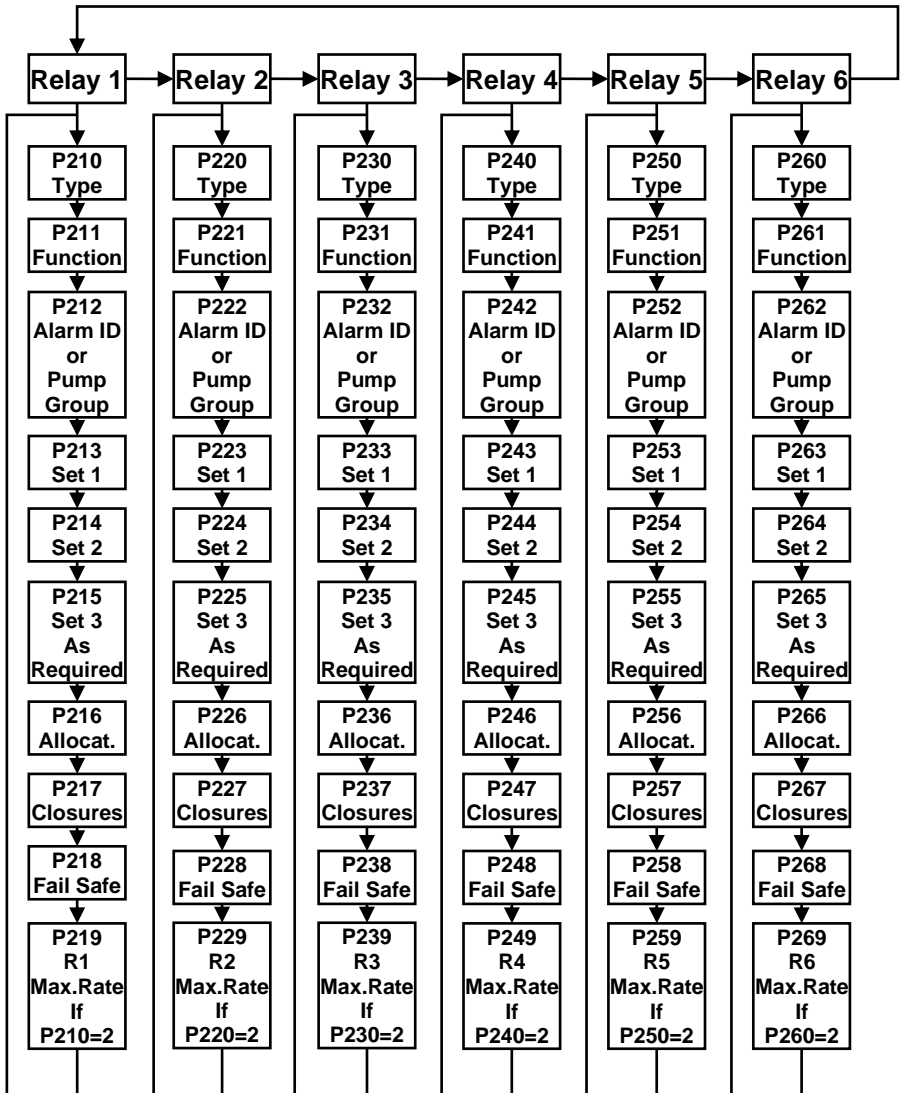 Relay 1
Relay 2
Relay 3
Relay 4
Relay 5
Relay 6
P210
Type
P211
Function
P212
Alarm ID
or
Pump
Group
P213
Set 1
P214
Set 2
P215
Set 3
As
Required
P216
Allocat.
P217
Closures
P218
Fail Safe
P219
R1
Max.Rate
If
P210=2
P220
Type
P221
Function
P222
Alarm ID
or
Pump
Group
P223
Set 1
P224
Set 2
P225
Set 3
As
Required
P226
Allocat.
P227
Closures
P228
Fail Safe
P229
R2
Max.Rate
If
P220=2
P230
Type
P231
Function
P232
Alarm ID
or
Pump
Group
P233
Set 1
P234
Set 2
P235
Set 3
As
Required
P236
Allocat.
P237
Closures
P238
Fail Safe
P239
R3
Max.Rate
If
P230=2
P240
Type
P241
Function
P242
Alarm ID
or
Pump
Group
P243
Set 1
P244
Set 2
P245
Set 3
As
Required
P246
Allocat.
P247
Closures
P248
Fail Safe
P249
R4
Max.Rate
If
P240=2
P250
Type
P251
Function
P252
Alarm ID
or
Pump
Group
P253
Set 1
P254
Set 2
P255
Set 3
As
Required
P256
Allocat.
P257
Closures
P258
Fail Safe
P259
R5
Max.Rate
If
P250=2
P260
Type
P261
Function
P262
Alarm ID
or
Pump
Group
P263
Set 1
P264
Set 2
P265
Set 3
As
Required
P266
Allocat.
P267
Closures
P268
Fail Safe
P269
R6
Max.Rate
If
P260=2